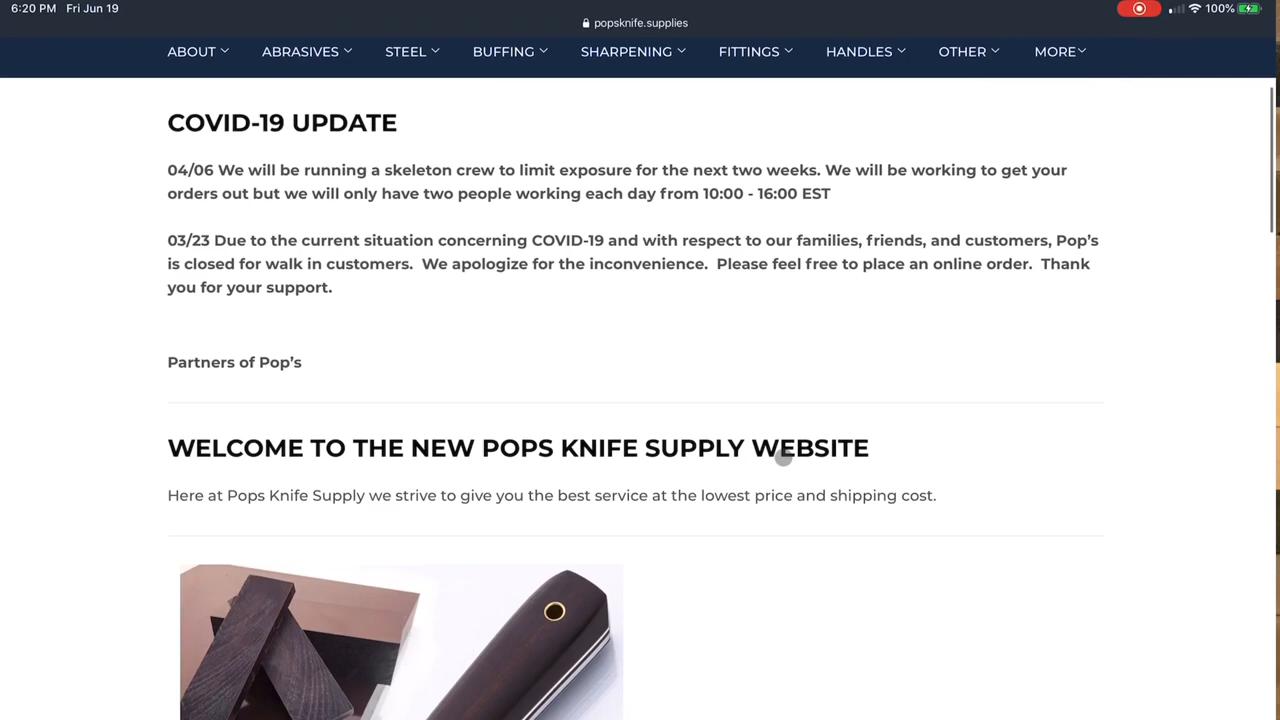 6:20 PM Fri Jun 19
100%
popsknife.supplies
ABOUT ABRASIVES STEEL BUFFING SHARPENING FITTINGS HANDLES OTHER MORE
COVID-19 UPDATE
04/06 We will be running a skeleton crew to limit exposure for the next two weeks. We will be working to get your
orders out but we will only have two people working each day from 10:00 - 16:00 EST
03/23 Due to the current situation concerning COVID-19 and with respect to our families, friends, and customers, Pop’s
is closed for walk in customers.  We apologize for the inconvenience.  Please feel free to place an online order.  Thank
you for your support.
Partners of Pop’s
WELCOME TO THE NEW POPS KNIFE SUPPLY WEBSITE
Here at Pops Knife Supply we strive to give you the best service at the lowest price and shipping cost.